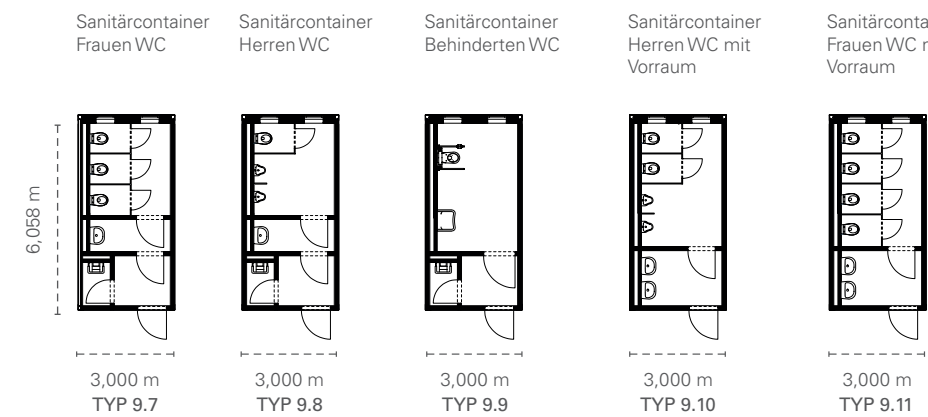 Sanitärcontainer
Frauen WC
Sanitärcontainer
Herren WC
Sanitärcontainer
Behinderten WC
Sanitärcontainer
Herren WC mit
Vorraum
Frauen WC
Vorraum
6,058 m
3,000 m
TYP 9.7
3,000 m
TYP 9.8
3,000 m
TYP 9.9
3,000 m
TYP 9.10
3,000 m
TYP 9.11